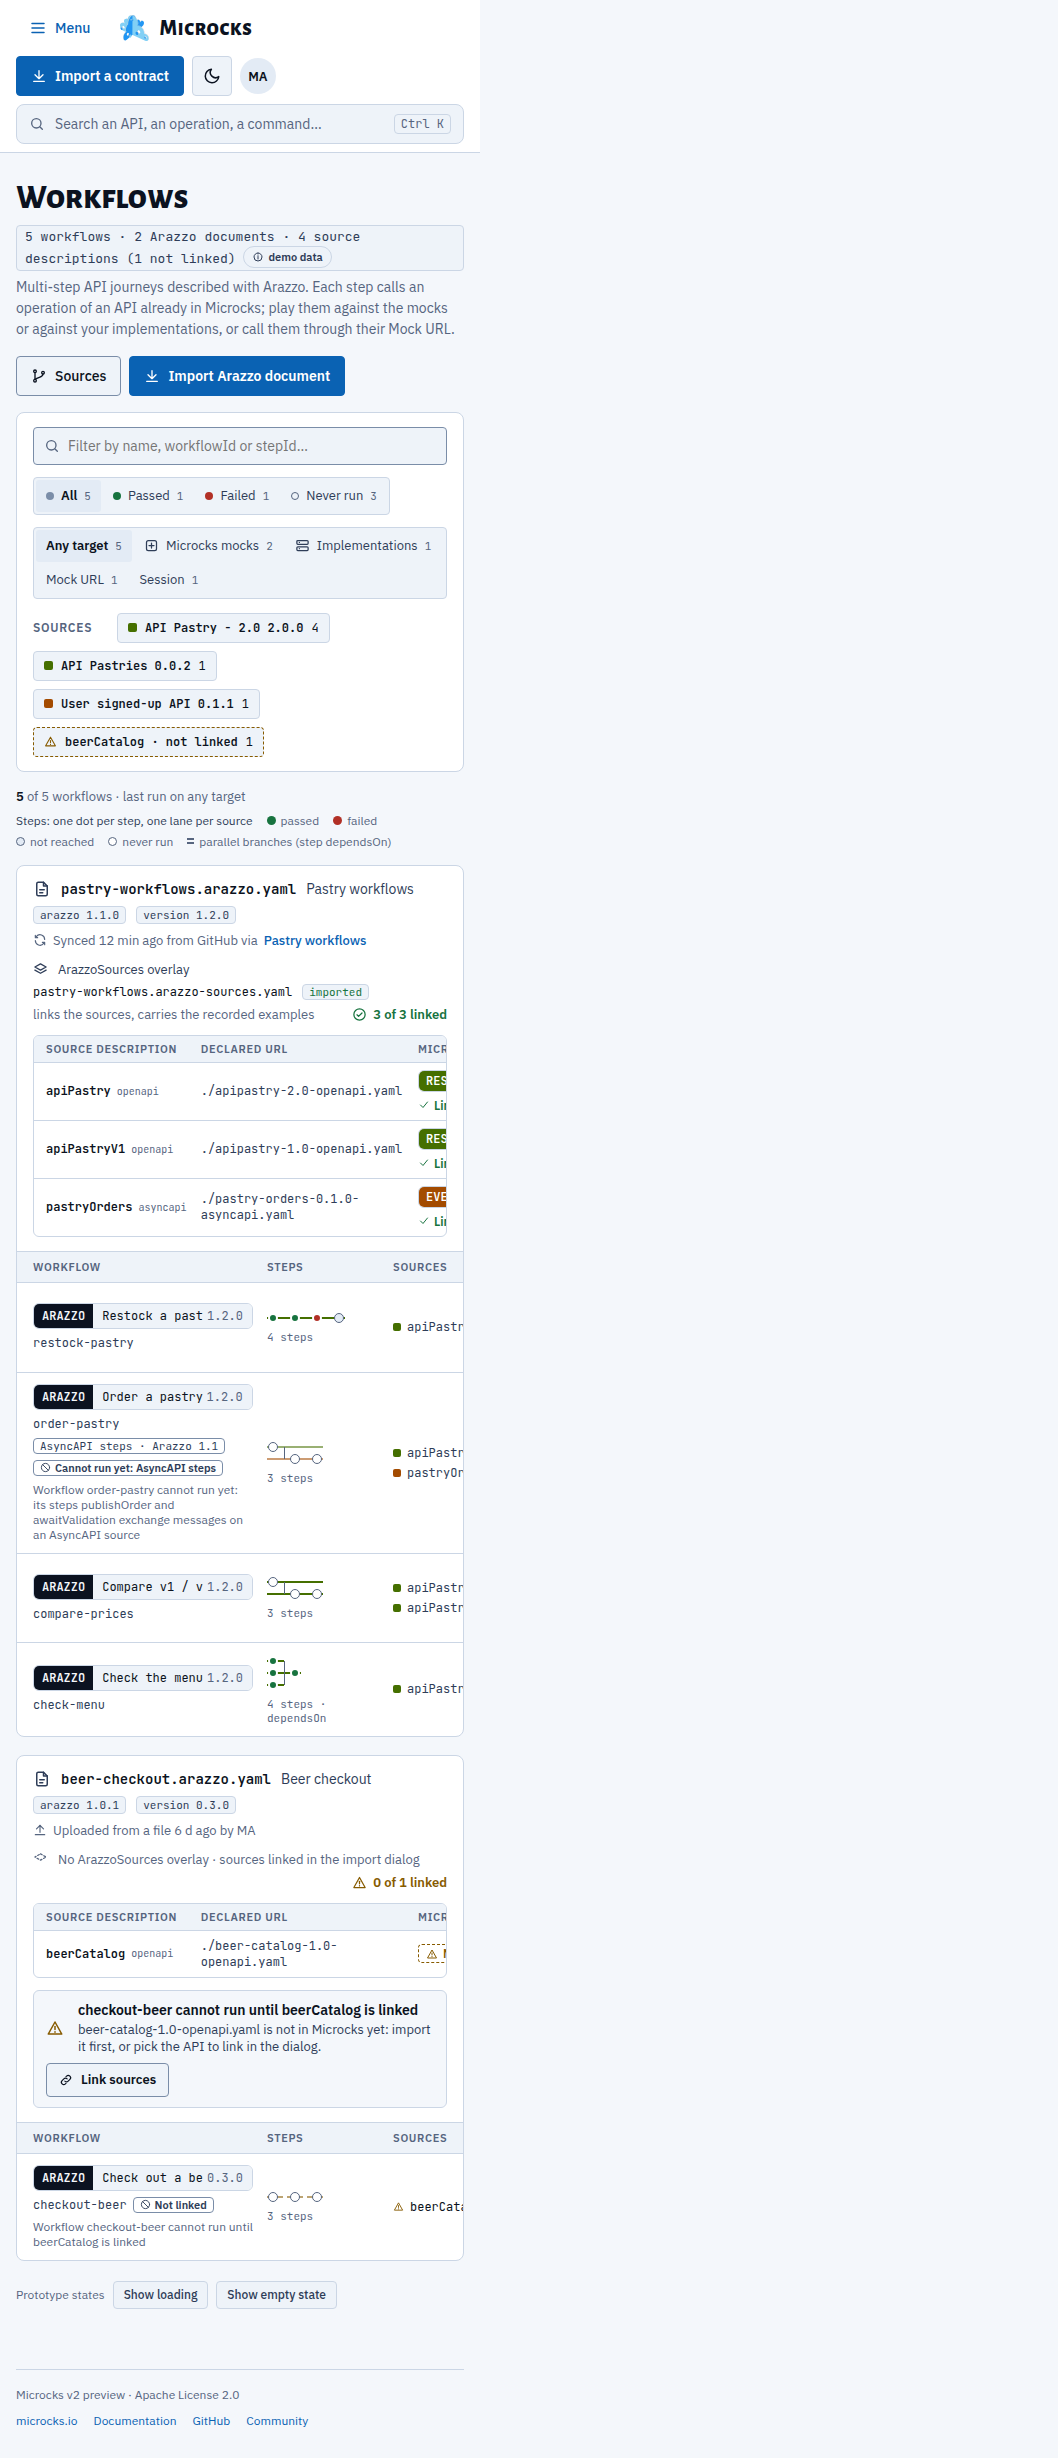 Menu
Microcks
Import a contract
MA
Search an API, an operation, a command...
Ctrl K
Workflows
5 workflows · 2 Arazzo documents · 4 source
descriptions (1 not linked)
demo data
Multi-step API journeys described with Arazzo. Each step calls an
operation of an API already in Microcks; play them against the mocks
or against your implementations, or call them through their Mock URL.
Sources
Import Arazzo document
Filter by name, workflowId or stepId...
All 5
Passed 1
Failed 1
Never run 3
Any target 5
Microcks mocks 2
Implementations 1
Mock URL 1
Session 1
SOURCES
API Pastry - 2.0 2.0.0 4
API Pastries 0.0.2 1
User signed-up API 0.1.1 1
beerCatalog · not linked 1
5 of 5 workflows · last run on any target
Steps: one dot per step, one lane per source
passed
failed
not reached
never run
parallel branches (step dependsOn)
pastry-workflows.arazzo.yaml Pastry workflows
arazzo 1.1.0
version 1.2.0
Synced 12 min ago from GitHub via Pastry workflows
ArazzoSources overlay
pastry-workflows.arazzo-sources.yaml
imported
links the sources, carries the recorded examples
3 of 3 linked
SOURCE DESCRIPTION
DECLARED URL
MICR
apiPastry openapi
./apipastry-2.0-openapi.yaml
RES
Lin
apiPastryV1 openapi
./apipastry-1.0-openapi.yaml
RES
Lin
pastryOrders asyncapi
./pastry-orders-0.1.0-
asyncapi.yaml
EVE
Lin
WORKFLOW
STEPS
SOURCES
ARAZZO Restock a past 1.2.0
restock-pastry
4 steps
apiPastr
ARAZZO Order a pastry 1.2.0
order-pastry
AsyncAPI steps · Arazzo 1.1
Cannot run yet: AsyncAPI steps
Workflow order-pastry cannot run yet:
its steps publishOrder and
awaitValidation exchange messages on
an AsyncAPI source
3 steps
apiPastr
pastryOr
ARAZZO Compare v1 / v 1.2.0
compare-prices
3 steps
apiPastr
apiPastr
ARAZZO Check the menu 1.2.0
check-menu
4 steps ·
dependsOn
apiPastr
beer-checkout.arazzo.yaml Beer checkout
arazzo 1.0.1
version 0.3.0
Uploaded from a file 6 d ago by MA
No ArazzoSources overlay · sources linked in the import dialog
0 of 1 linked
SOURCE DESCRIPTION
DECLARED URL
MICR
beerCatalog openapi
./beer-catalog-1.0-
openapi.yaml
checkout-beer cannot run until beerCatalog is linked
beer-catalog-1.0-openapi.yaml is not in Microcks yet: import
it first, or pick the API to link in the dialog.
Link sources
WORKFLOW
STEPS
SOURCES
ARAZZO Check out a be 0.3.0
checkout-beer
Not linked
Workflow checkout-beer cannot run until
beerCatalog is linked
3 steps
beerCata
Prototype states
Show loading
Show empty state
Microcks v2 preview · Apache License 2.0
microcks.io
Documentation
GitHub
Community